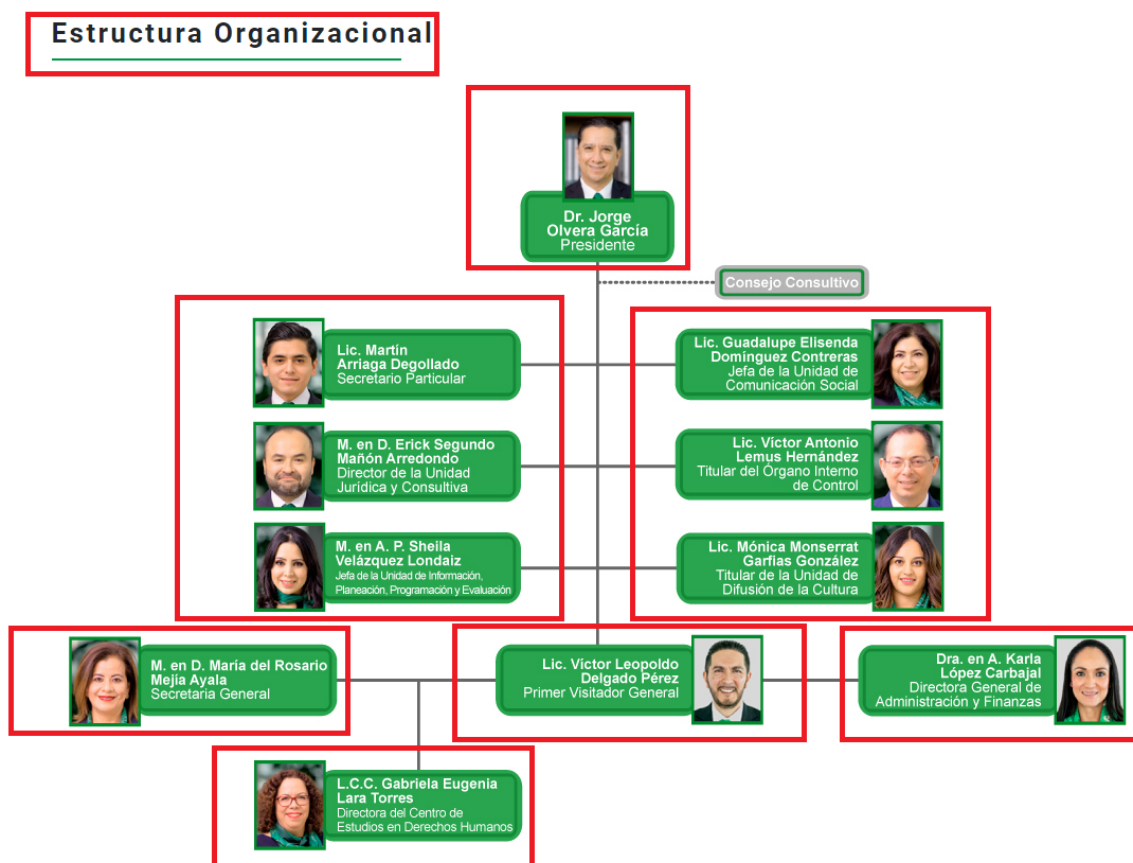 Estructura Organizacional
Dr. Jorge
Olvera García
Presidente
Consejo Consultivo
Lic. Martín
Arriaga Degollado
Secretario Particular
Lic. Guadalupe Elisenda
Domínguez Contreras
Jefa de la Unidad de
Comunicación Social
M. en D. Erick Segundo
Mañón Arredondo
Director de la Unidad
Jurídica y Consultiva
Lic. Víctor Antonio
Lemus Hernández
Titular del Órgano Interno
de Control
M. en A. P. Sheila
Velázquez Londaiz
Jefa de la Unidad de Información,
Planeación, Programación y Evaluación
Lic. Mónica Monserrat
Garfias González
Titular de la Unidad de
Difusión de la Cultura
M. en D. María del Rosario
Mejía Ayala
Secretaria General
Lic. Víctor Leopoldo
Delgado Pérez
Primer Visitador General
Dra. en A. Karla
López Carbajal
Directora General de
Administración y Finanzas
L.C.C. Gabriela Eugenia
Lara Torres
Directora del Centro de
Estudios en Derechos Humanos